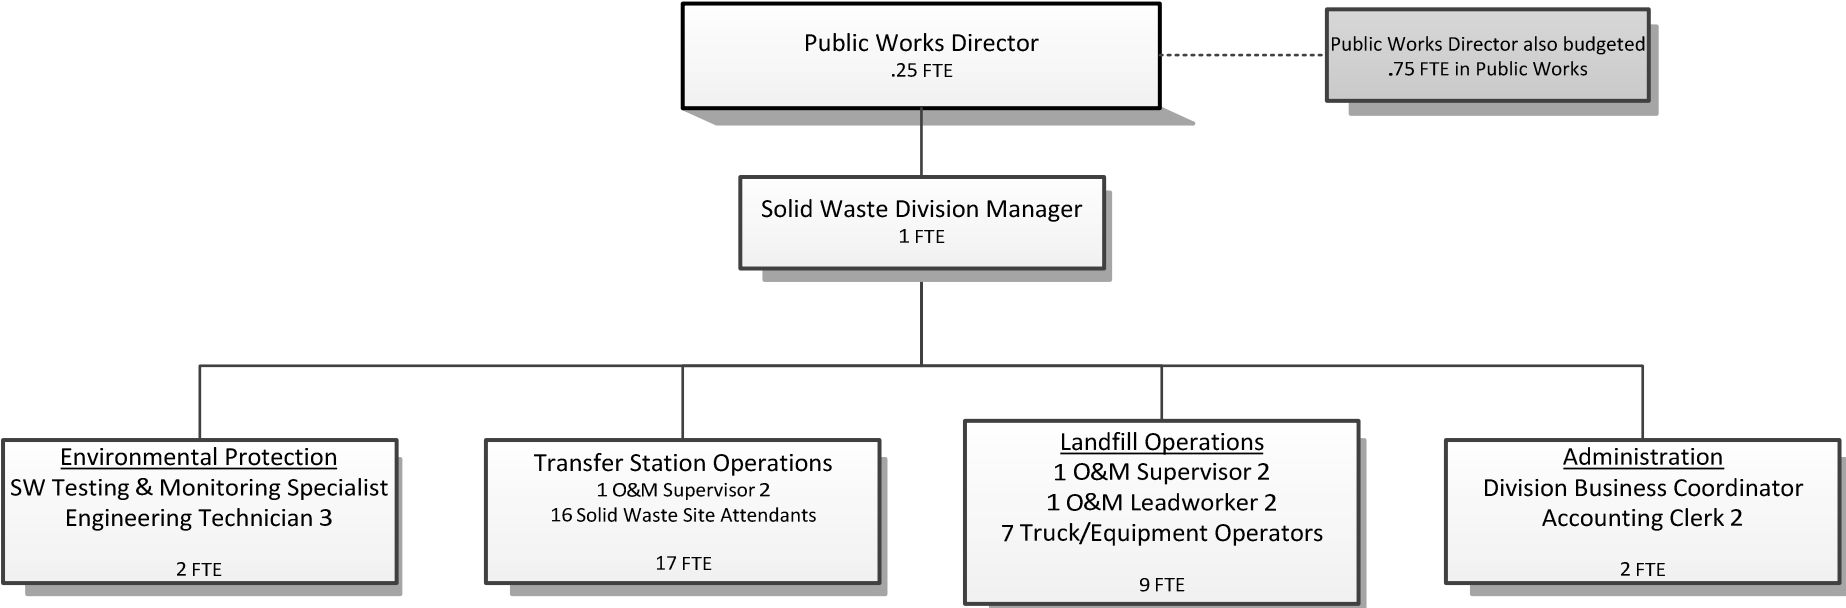 Public Works Director
.25 FTE
Public Works Director also budgeted
.75 FTE in Public Works
Solid Waste Division Manager
1 FTE
Environmental Protection
SW Testing & Monitoring Specialist
Engineering Technician 3
2 FTE
Transfer Station Operations
1 O&M Supervisor 2
16 Solid Waste Site Attendants
17 FTE
Landfill Operations
1 O&M Supervisor 2
1 O&M Leadworker 2
7 Truck/Equipment Operators
9 FTE
Administration
Division Business Coordinator
Accounting Clerk 2
2 FTE